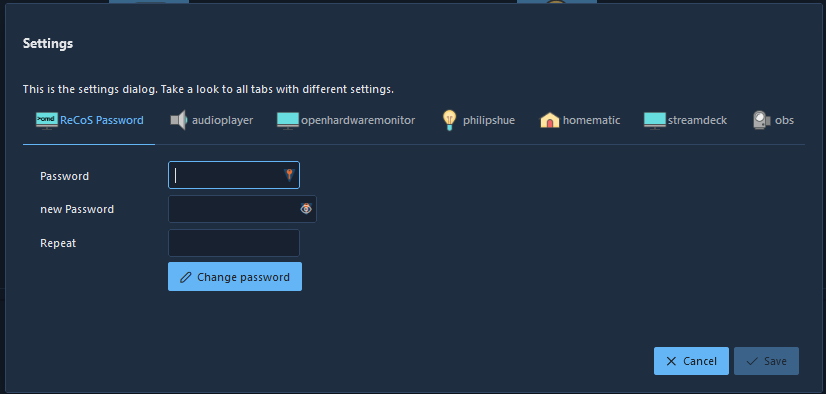 Settings
This is the settings dialog. Take a look to all tabs with different settings.
>omd ReCoS Password audioplayer openhardwaremonitor philipshue homematic streamdeck obs
Password
new Password
Repeat
Change password
Cancel Save